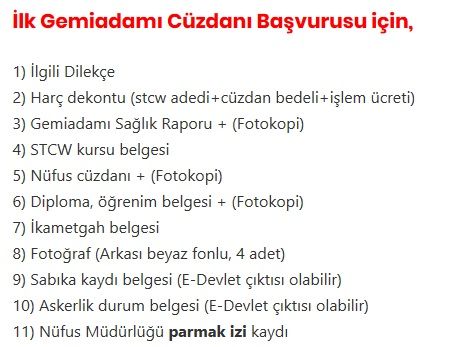 İlk Gemiadamı Cüzdanı Başvurusu için,
1) İlgili Dilekçe
2) Harç dekontu (stcw adedi+cüzdan bedeli+işlem ücreti)
3) Gemiadamı Sağlık Raporu + (Fotokopi)
4) STCW kursu belgesi
5) Nüfus cüzdanı + (Fotokopi)
6) Diploma, öğrenim belgesi + (Fotokopi)
7) İkametgah belgesi
8) Fotoğraf (Arkası beyaz fonlu, 4 adet)
9) Sabıka kaydı belgesi (E-Devlet çıktısı olabilir)
10) Askerlik durum belgesi (E-Devlet çıktısı olabilir)
11) Nüfus Müdürlüğü parmak izi kaydı